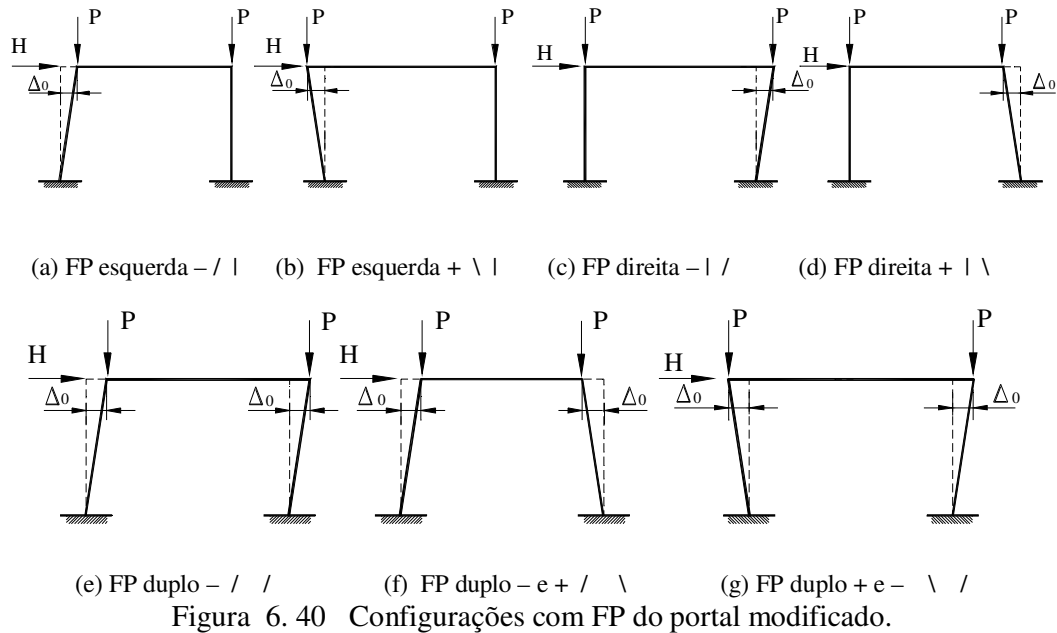 P P P P P P P P
H H H H
Δ0 Δ0 Δ0 Δ0
(a) FP esquerda – / | (b) FP esquerda + \ | (c) FP direita – | / (d) FP direita + | \
P P P P P P
H H H
Δ0 Δ0 Δ0 Δ0 Δ0 Δ0
(e) FP duplo – / / (f) FP duplo – e + / \ (g) FP duplo + e – \ /
Figura 6. 40 Configurações com FP do portal modificado.